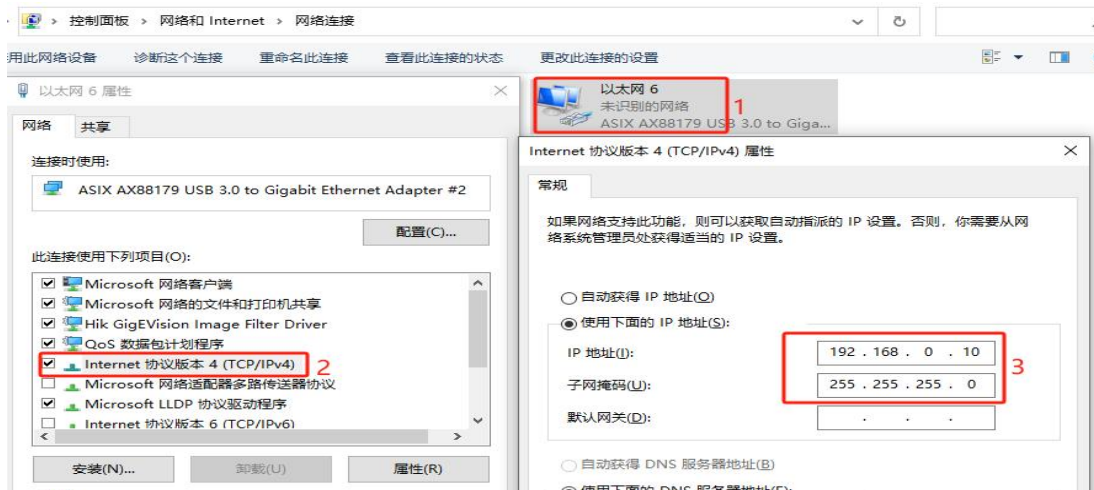 控制面板 > 网络和 Internet > 网络连接
用此网络设备 诊断这个连接 重命名此连接 查看此连接的状态 更改此连接的设置
以太网 6
未识别的网络
ASIX AX88179 USB 3.0 to Giga...
1
以太网 6 属性
网络 共享
连接时使用:
ASIX AX88179 USB 3.0 to Gigabit Ethernet Adapter #2
配置(C)...
此连接使用下列项目(O):
Microsoft 网络客户端
Microsoft 网络的文件和打印机共享
Hik GigEVision Image Filter Driver
QoS 数据包计划程序
Internet 协议版本 4 (TCP/IPv4) 2
Microsoft 网络适配器多路传送器协议
Microsoft LLDP 协议驱动程序
Internet 协议版本 6 (TCP/IPv6)
安装(N)... 卸载(U) 属性(R)
Internet 协议版本 4 (TCP/IPv4) 属性
常规
如果网络支持此功能，则可以获取自动指派的 IP 设置。否则，你需要从网
络系统管理员处获得适当的 IP 设置。
自动获得 IP 地址(O)
使用下面的 IP 地址(S):
IP 地址(I): 192 . 168 . 0 . 10
3
子网掩码(U): 255 . 255 . 255 . 0
默认网关(D): . . .
自动获得 DNS 服务器地址(B)
使用下面的 DNS 服务器地址(E):